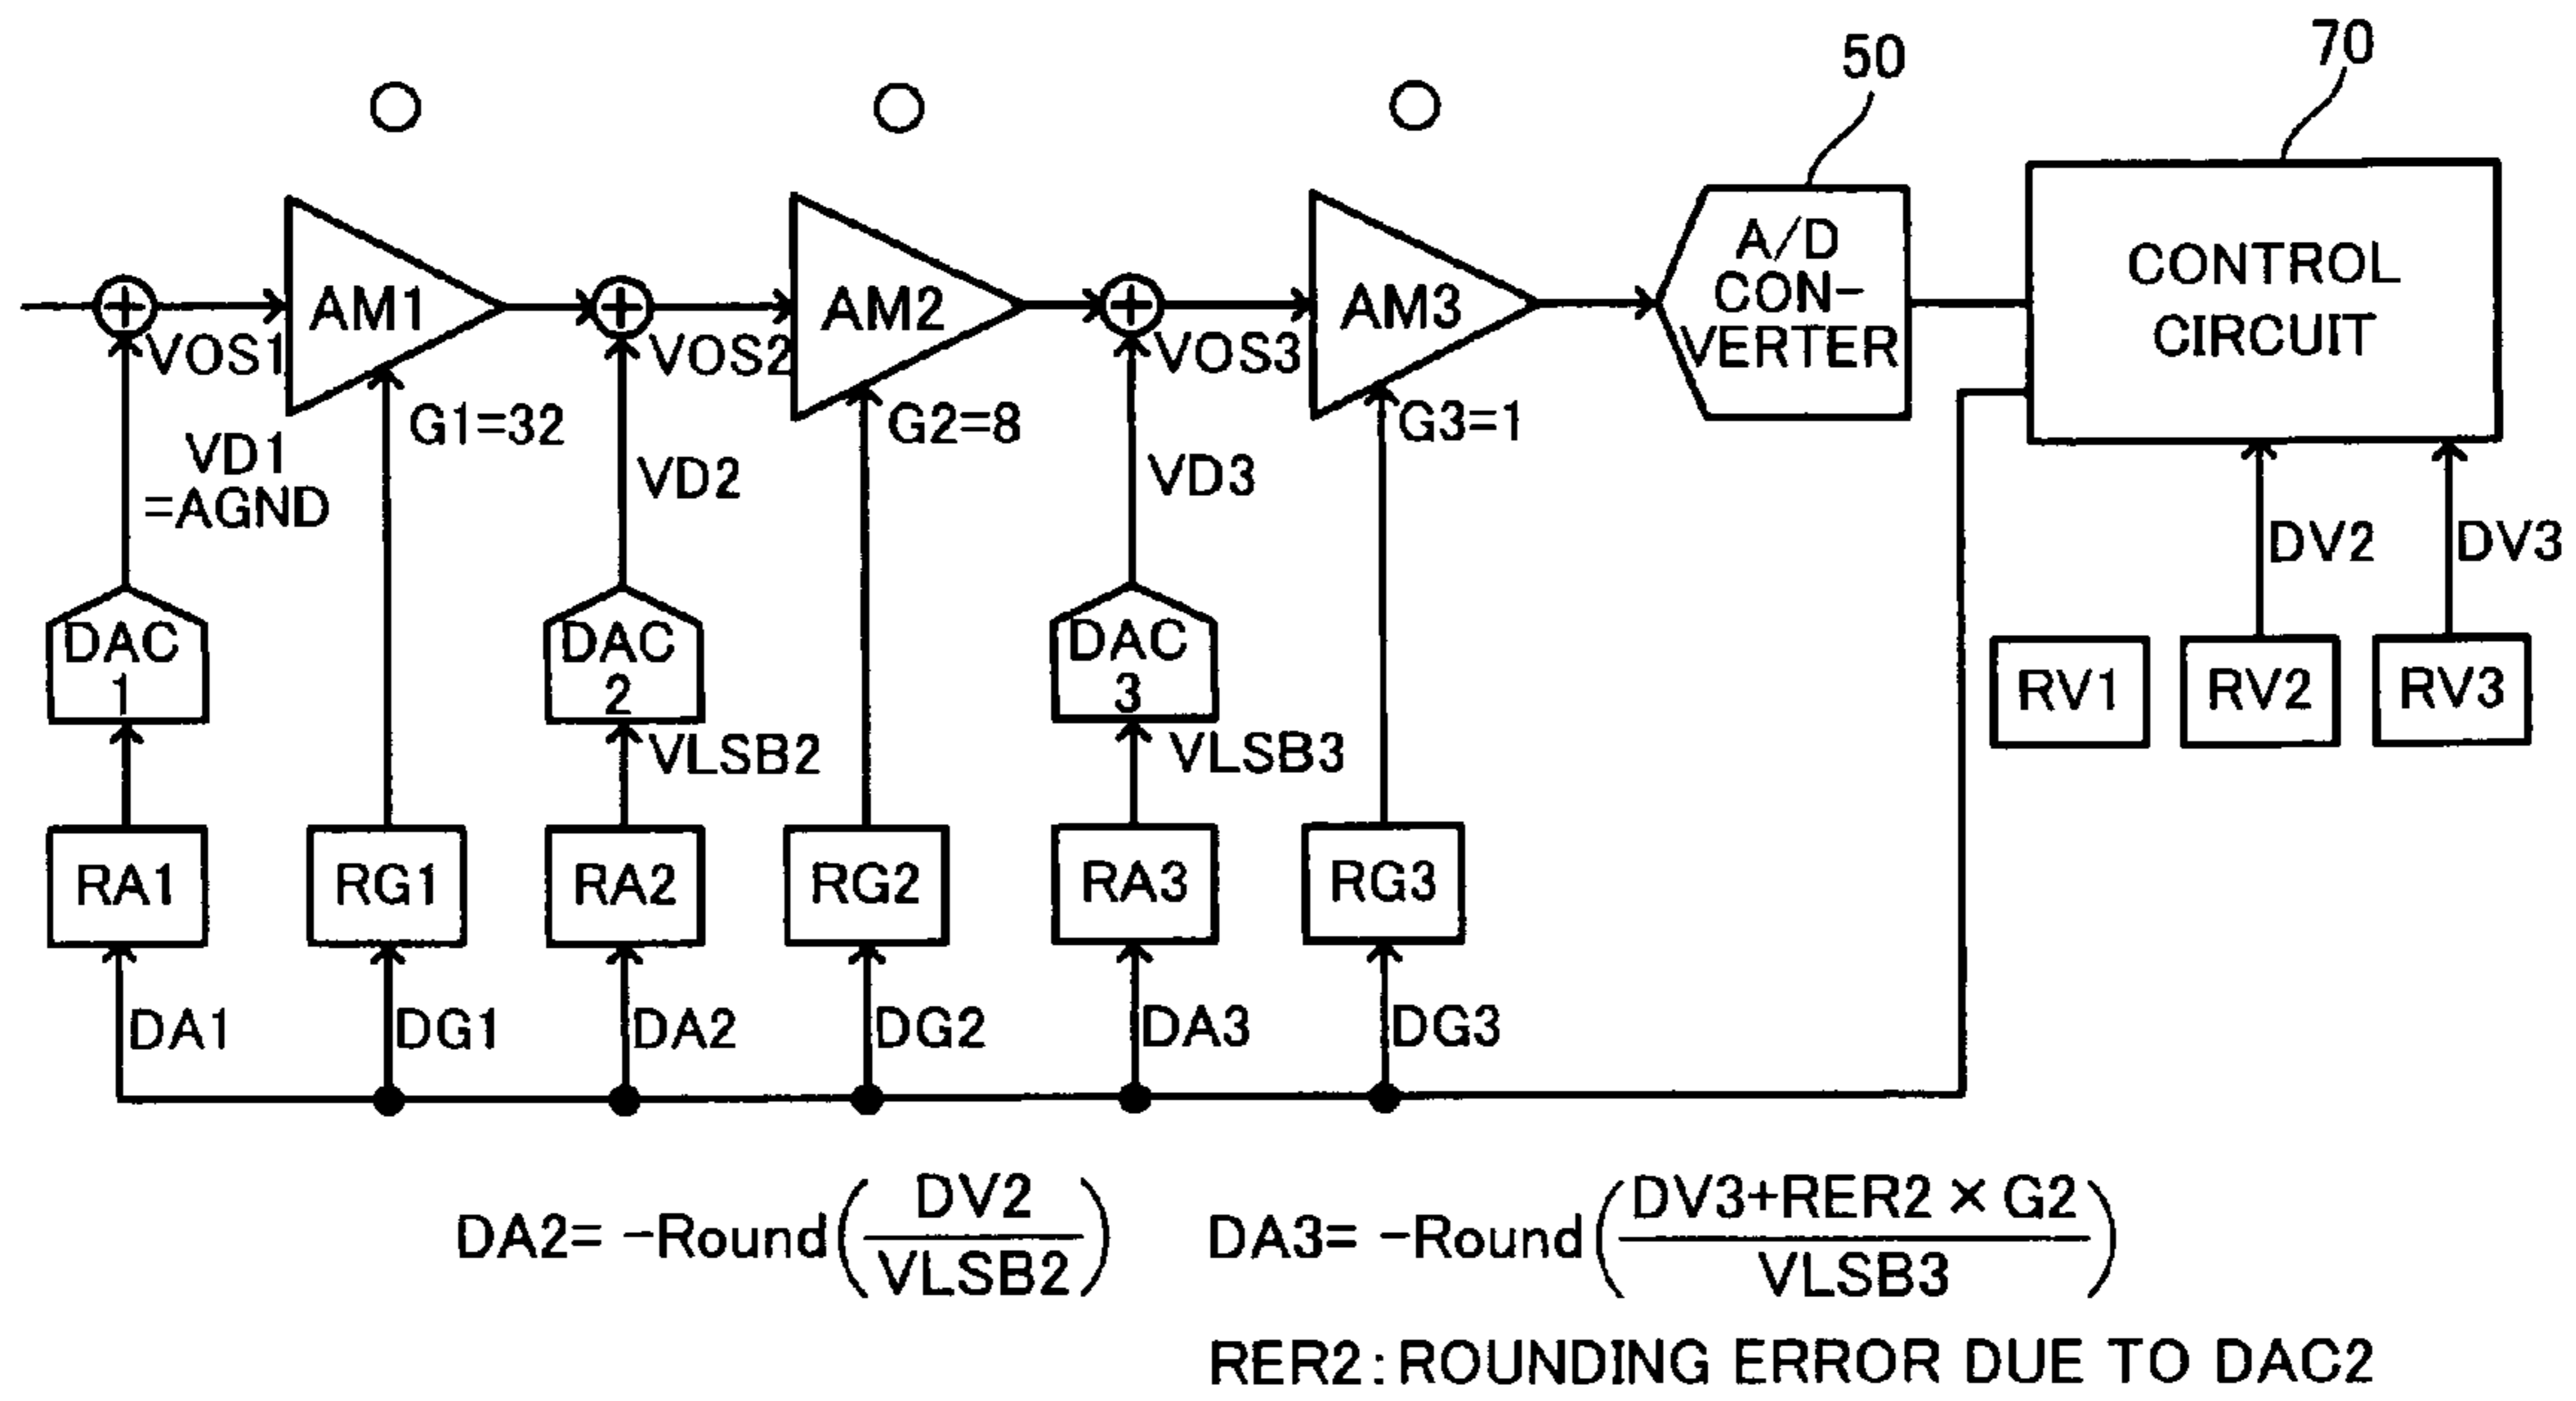 50
70
AM1
AM2
AM3
A/D
CON-
VERTER
CONTROL
CIRCUIT
VOS1
VOS2
VOS3
G1=32
G2=8
G3=1
VD1
=AGND
VD2
VD3
DV2
DV3
DAC
1
DAC
2
DAC
3
VLSB2
VLSB3
RV1
RV2
RV3
RA1
RG1
RA2
RG2
RA3
RG3
DA1
DG1
DA2
DG2
DA3
DG3
DA2= -Round(DV2/VLSB2)
DA3= -Round(DV3+RER2×G2/VLSB3)
RER2:ROUNDING ERROR DUE TO DAC2